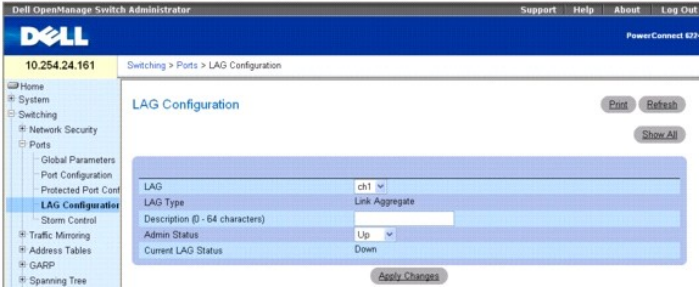 Dell OpenManage Switch Administrator
Support Help About Log Out
DELL
PowerConnect 622
10.254.24.161
Switching > Ports > LAG Configuration
Home
System
Switching
Network Security
Ports
Global Parameters
Port Configuration
Protected Port Conf
LAG Configuration
Storm Control
Traffic Mirroring
Address Tables
GARP
Spanning Tree
LAG Configuration
Print Refresh
Show All
LAG ch1
LAG Type Link Aggregate
Description (0 - 64 characters)
Admin Status Up
Current LAG Status Down
Apply Changes